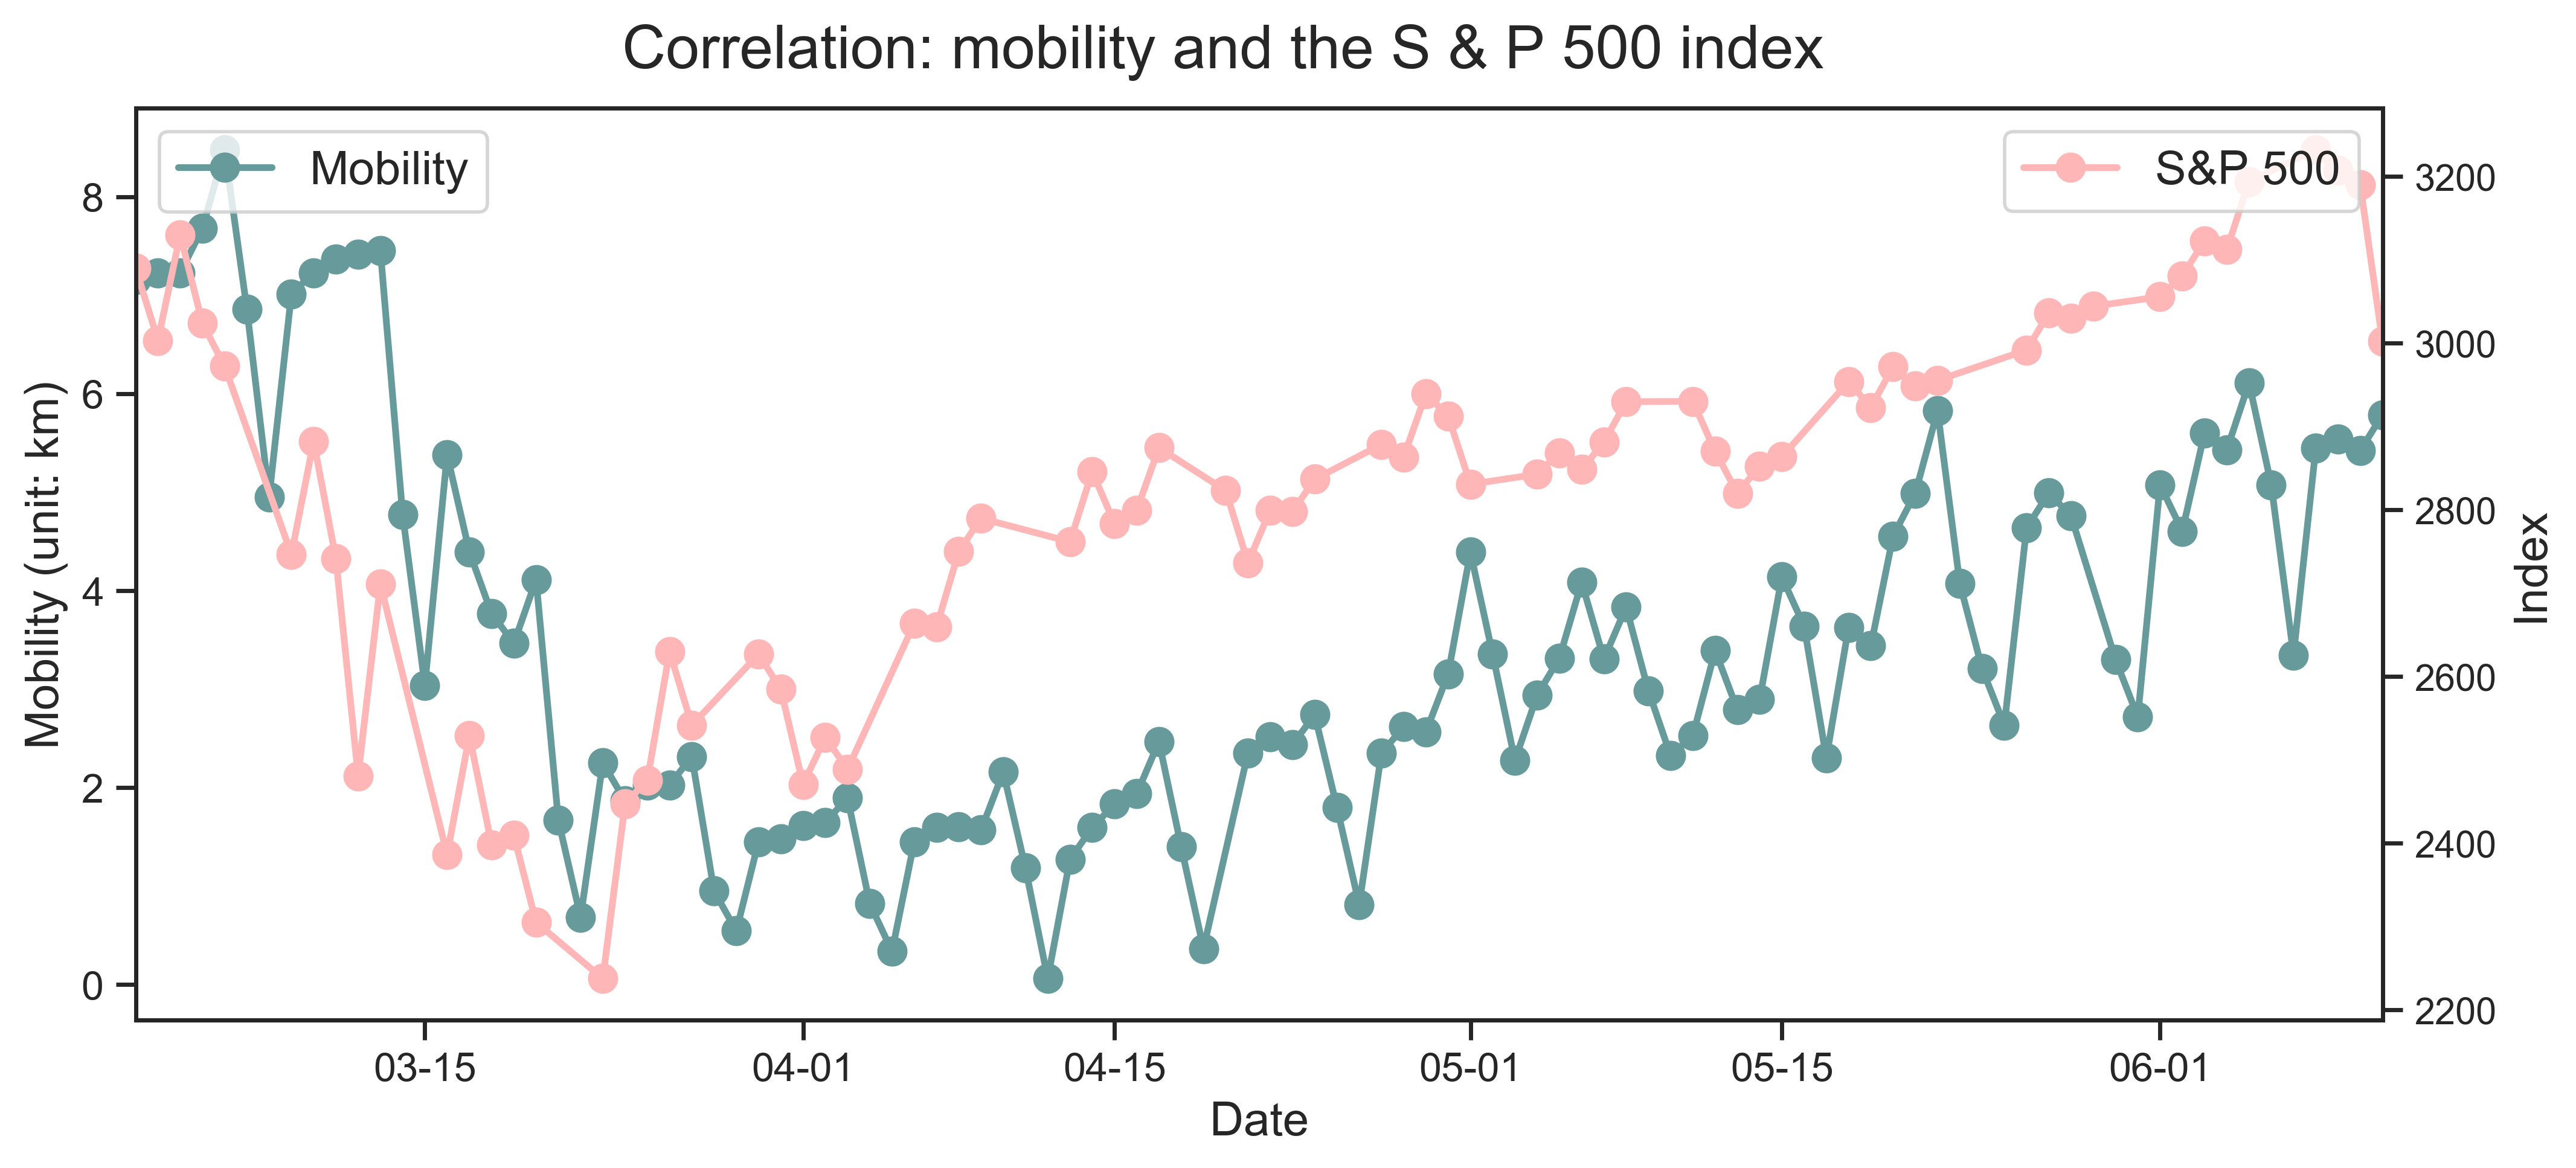 Correlation: mobility and the S & P 500 index
Mobility
S&P 500
Mobility (unit: km)
8
6
4
2
0
3200
3000
2800
2600
2400
2200
Index
03-15
04-01
04-15
05-01
05-15
06-01
Date